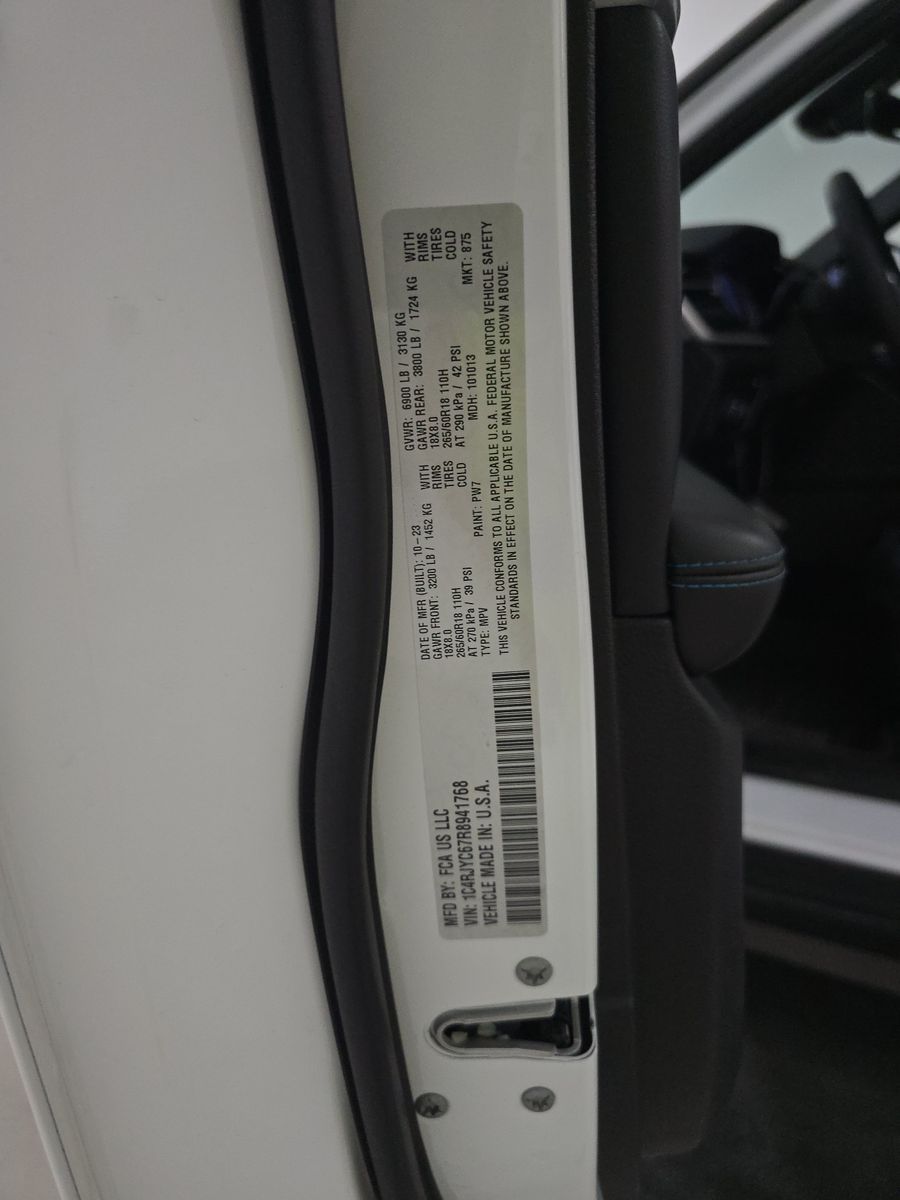 MFD BY: FCA US LLC
VIN: 1C4RJYC67R8941768
VEHICLE MADE IN: U.S.A.
DATE OF MFR (BUILT): 10-23 GVWR: 6900 LB / 3130 KG
GAWR FRONT: 3200 LB / 1452 KG WITH GAWR REAR: 3800 LB / 1724 KG WITH
18X8.0 RIMS 18X8.0 RIMS
265/60R18 110H TIRES 265/60R18 110H TIRES
AT 270 kPa / 39 PSI COLD AT 290 kPa / 42 PSI COLD
TYPE: MPV PAINT: PW7 MDH: 101013 MKT: 875
THIS VEHICLE CONFORMS TO ALL APPLICABLE U.S.A. FEDERAL MOTOR VEHICLE SAFETY
STANDARDS IN EFFECT ON THE DATE OF MANUFACTURE SHOWN ABOVE.